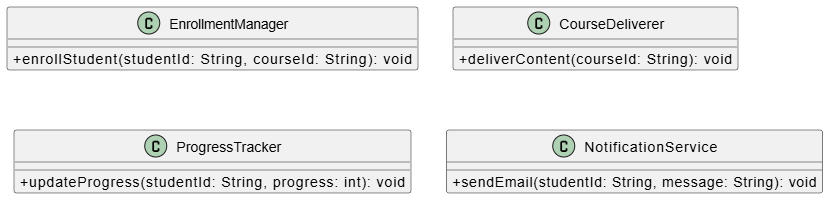 C EnrollmentManager
+enrollStudent(studentId: String, courseId: String): void
C CourseDeliverer
+deliverContent(courseId: String): void
C ProgressTracker
+updateProgress(studentId: String, progress: int): void
C NotificationService
+sendEmail(studentId: String, message: String): void